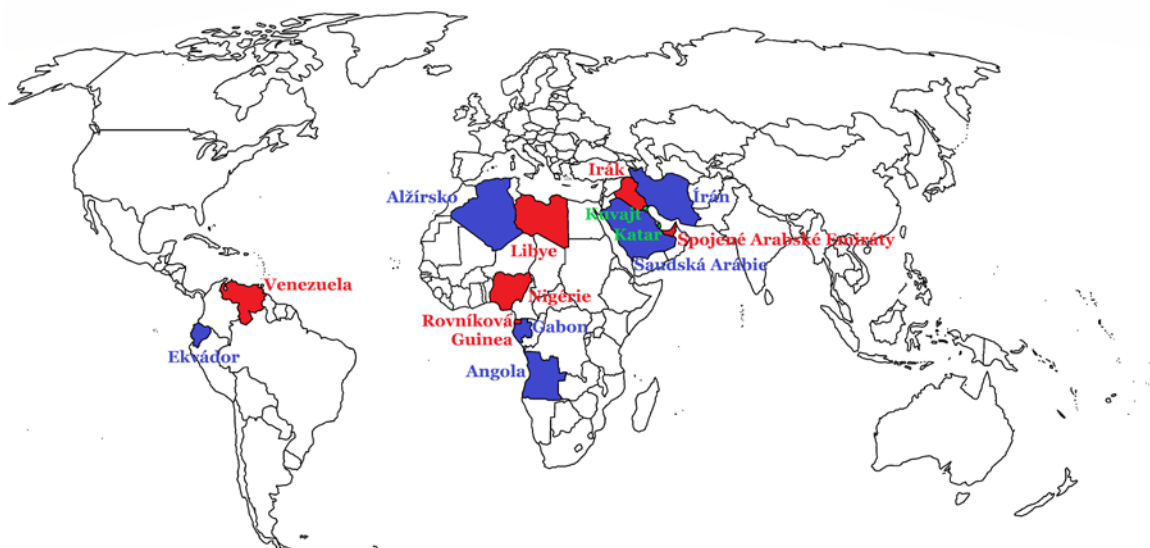 Irák
Alžírsko
Írán
Kuvajt
Katar
Spojené Arabské Emiráty
Libye
Saudská Arábie
Venezuela
Nigérie
Rovníková
Guinea
Gabon
Ekvádor
Angola